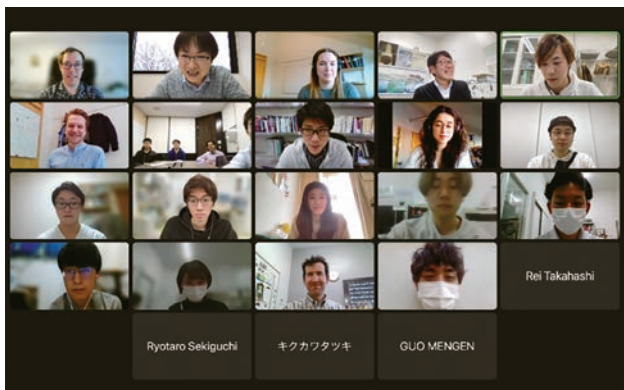 Rei Takahashi
Ryotaro Sekiguchi
キクカワタツキ
GUO MENGEN